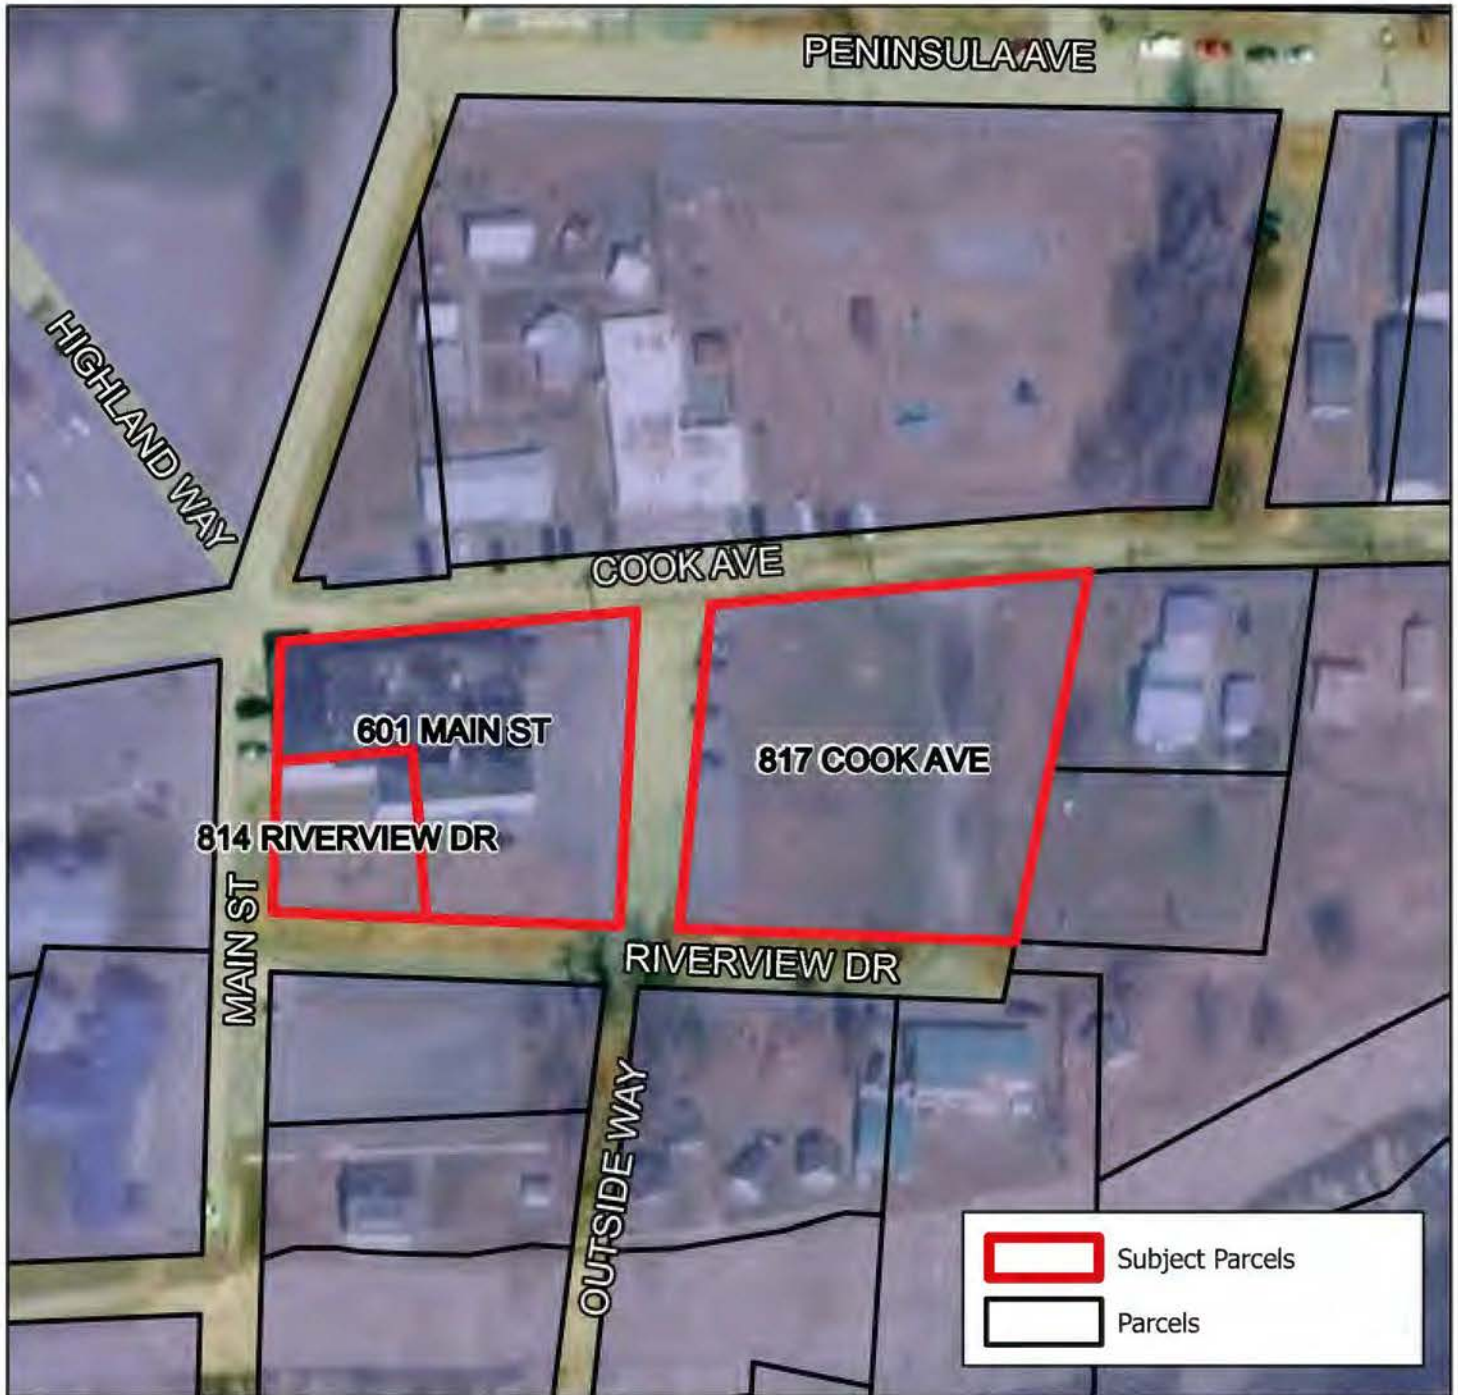 PENINSULA AVE
HIGHLAND WAY
COOK AVE
601 MAIN ST
817 COOK AVE
814 RIVERVIEW DR
MAIN ST
RIVERVIEW DR
OUTSIDE WAY
Subject Parcels
Parcels